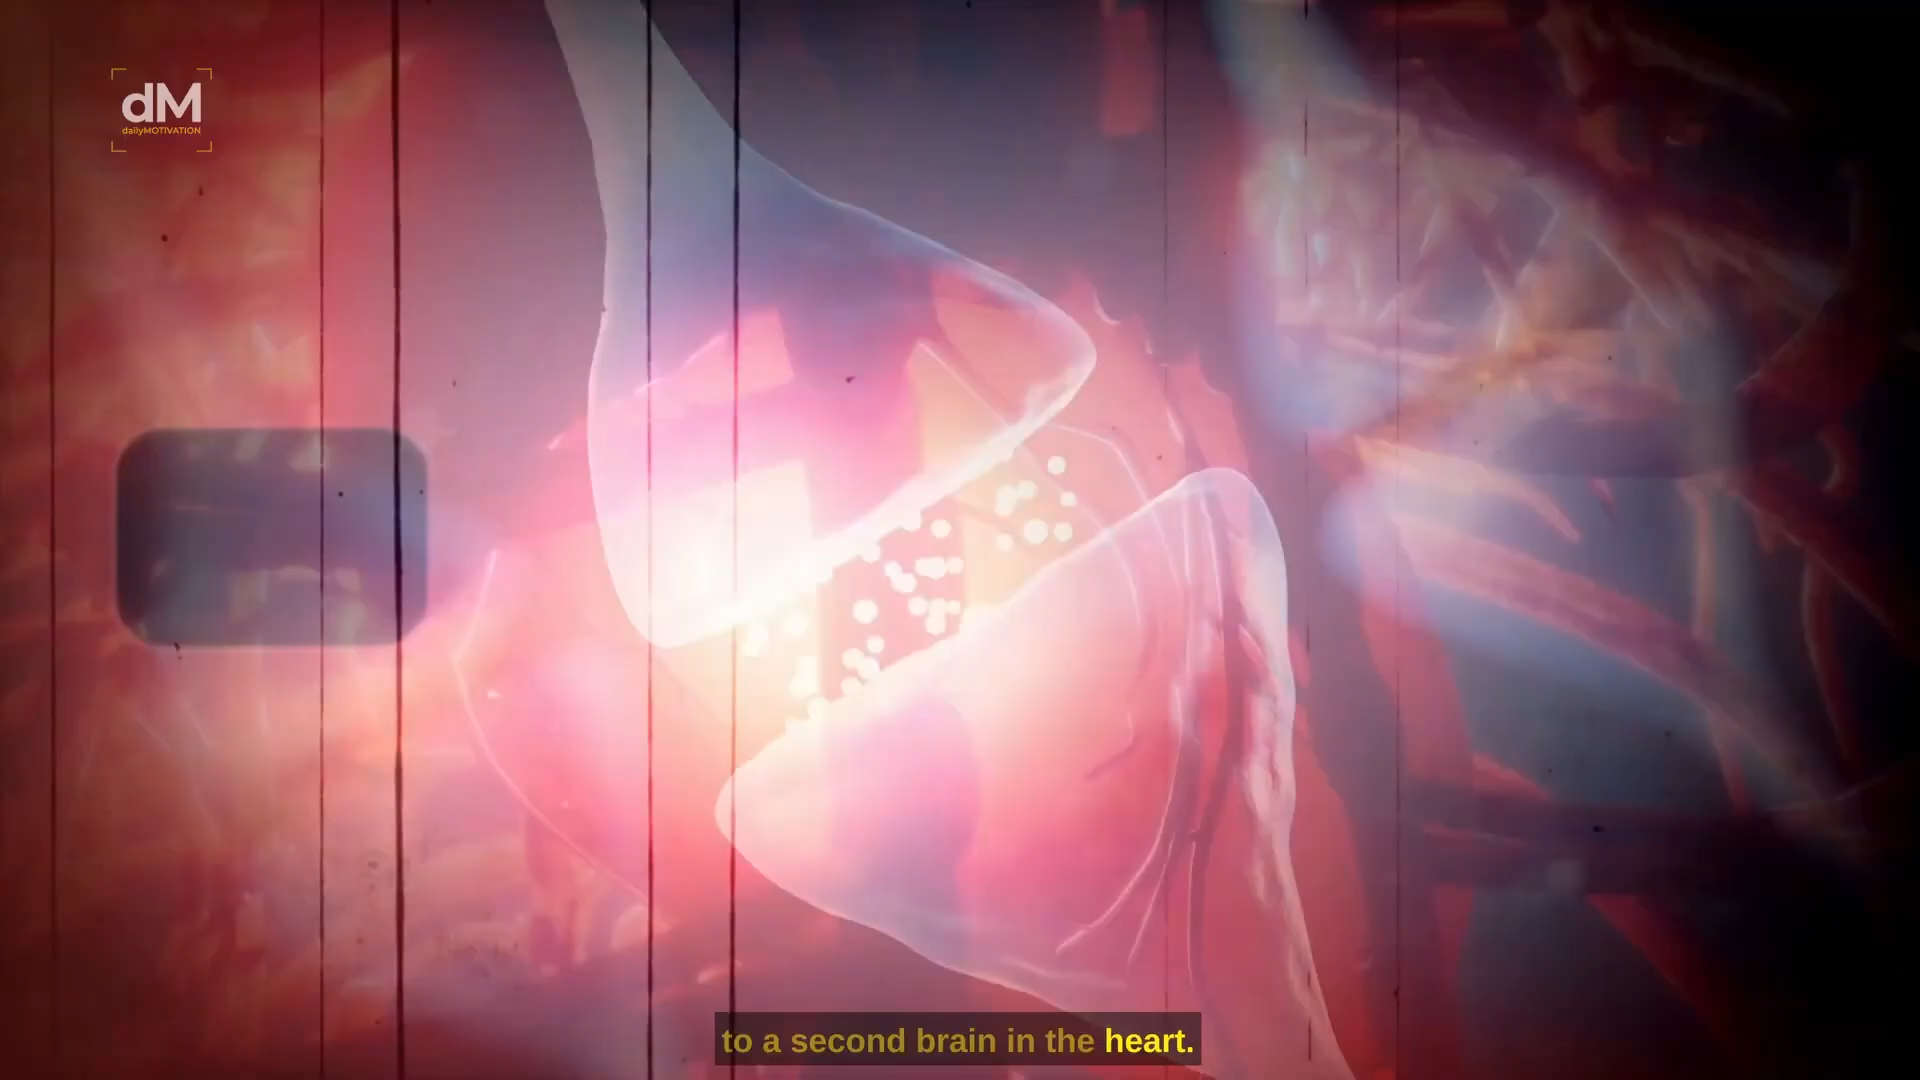 dM
dailyMOTIVATION
to a second brain in the heart.